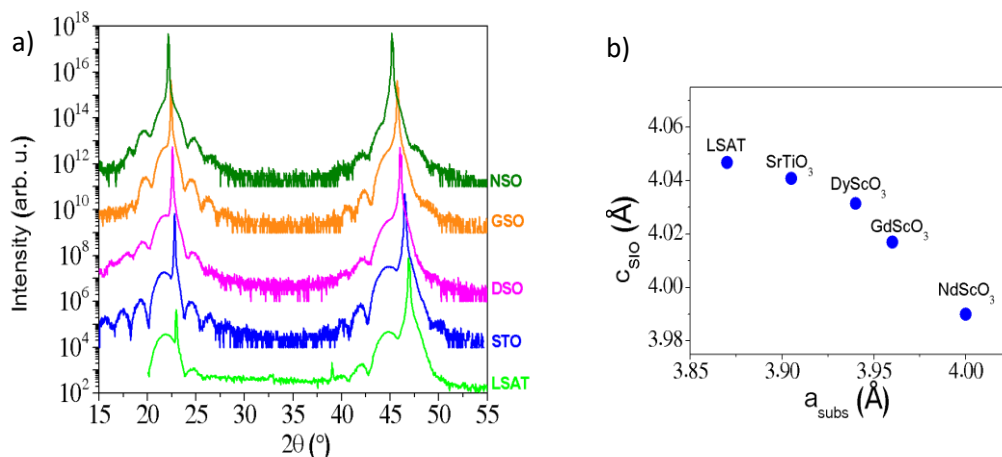 a)
Intensity (arb. u.)
10^18
10^16
10^14
10^12
10^10
10^8
10^6
10^4
10^2
NSO
GSO
DSO
STO
LSAT
15 20 25 30 35 40 45 50 55
2θ (°)
b)
c_SIO (Å)
4.06
4.04
4.02
4.00
3.98
LSAT
SrTiO₃
DyScO₃
GdScO₃
NdScO₃
3.85 3.90 3.95 4.00
a_subs (Å)